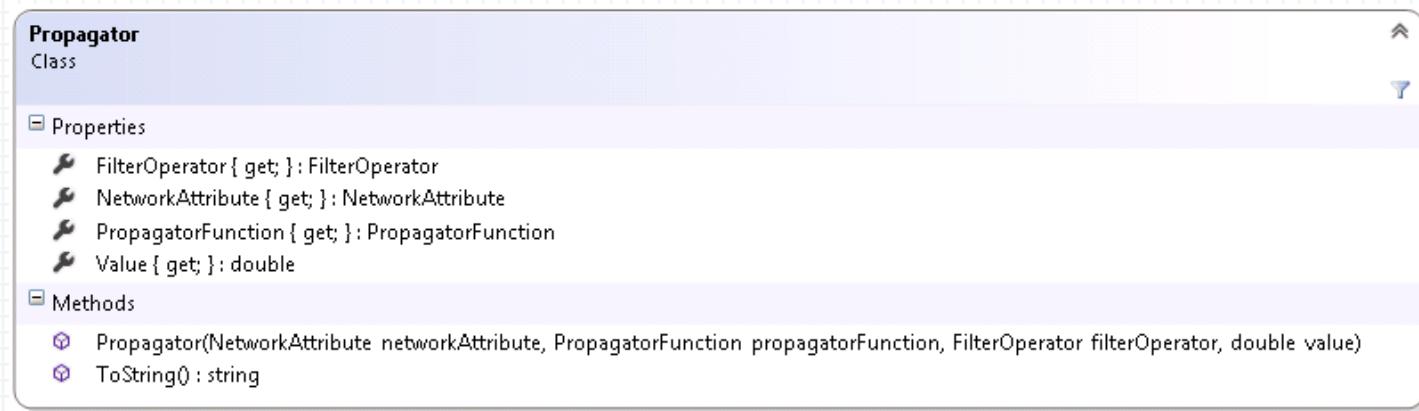 Propagator
Class
Properties
FilterOperator { get; } : FilterOperator
NetworkAttribute { get; } : NetworkAttribute
PropagatorFunction { get; } : PropagatorFunction
Value { get; } : double
Methods
Propagator(NetworkAttribute networkAttribute, PropagatorFunction propagatorFunction, FilterOperator filterOperator, double value)
ToString() : string